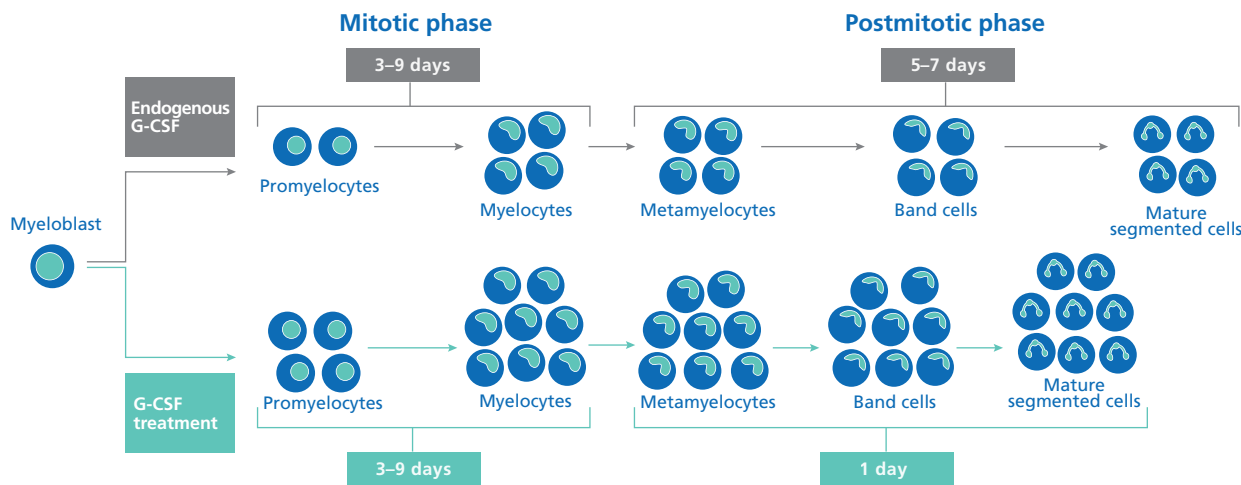 Mitotic phase
Postmitotic phase
3–9 days
5–7 days
Endogenous
G-CSF
Promyelocytes
Myelocytes
Metamyelocytes
Band cells
Mature
segmented cells
Myeloblast
G-CSF
treatment
Promyelocytes
Myelocytes
Metamyelocytes
Band cells
Mature
segmented cells
3–9 days
1 day